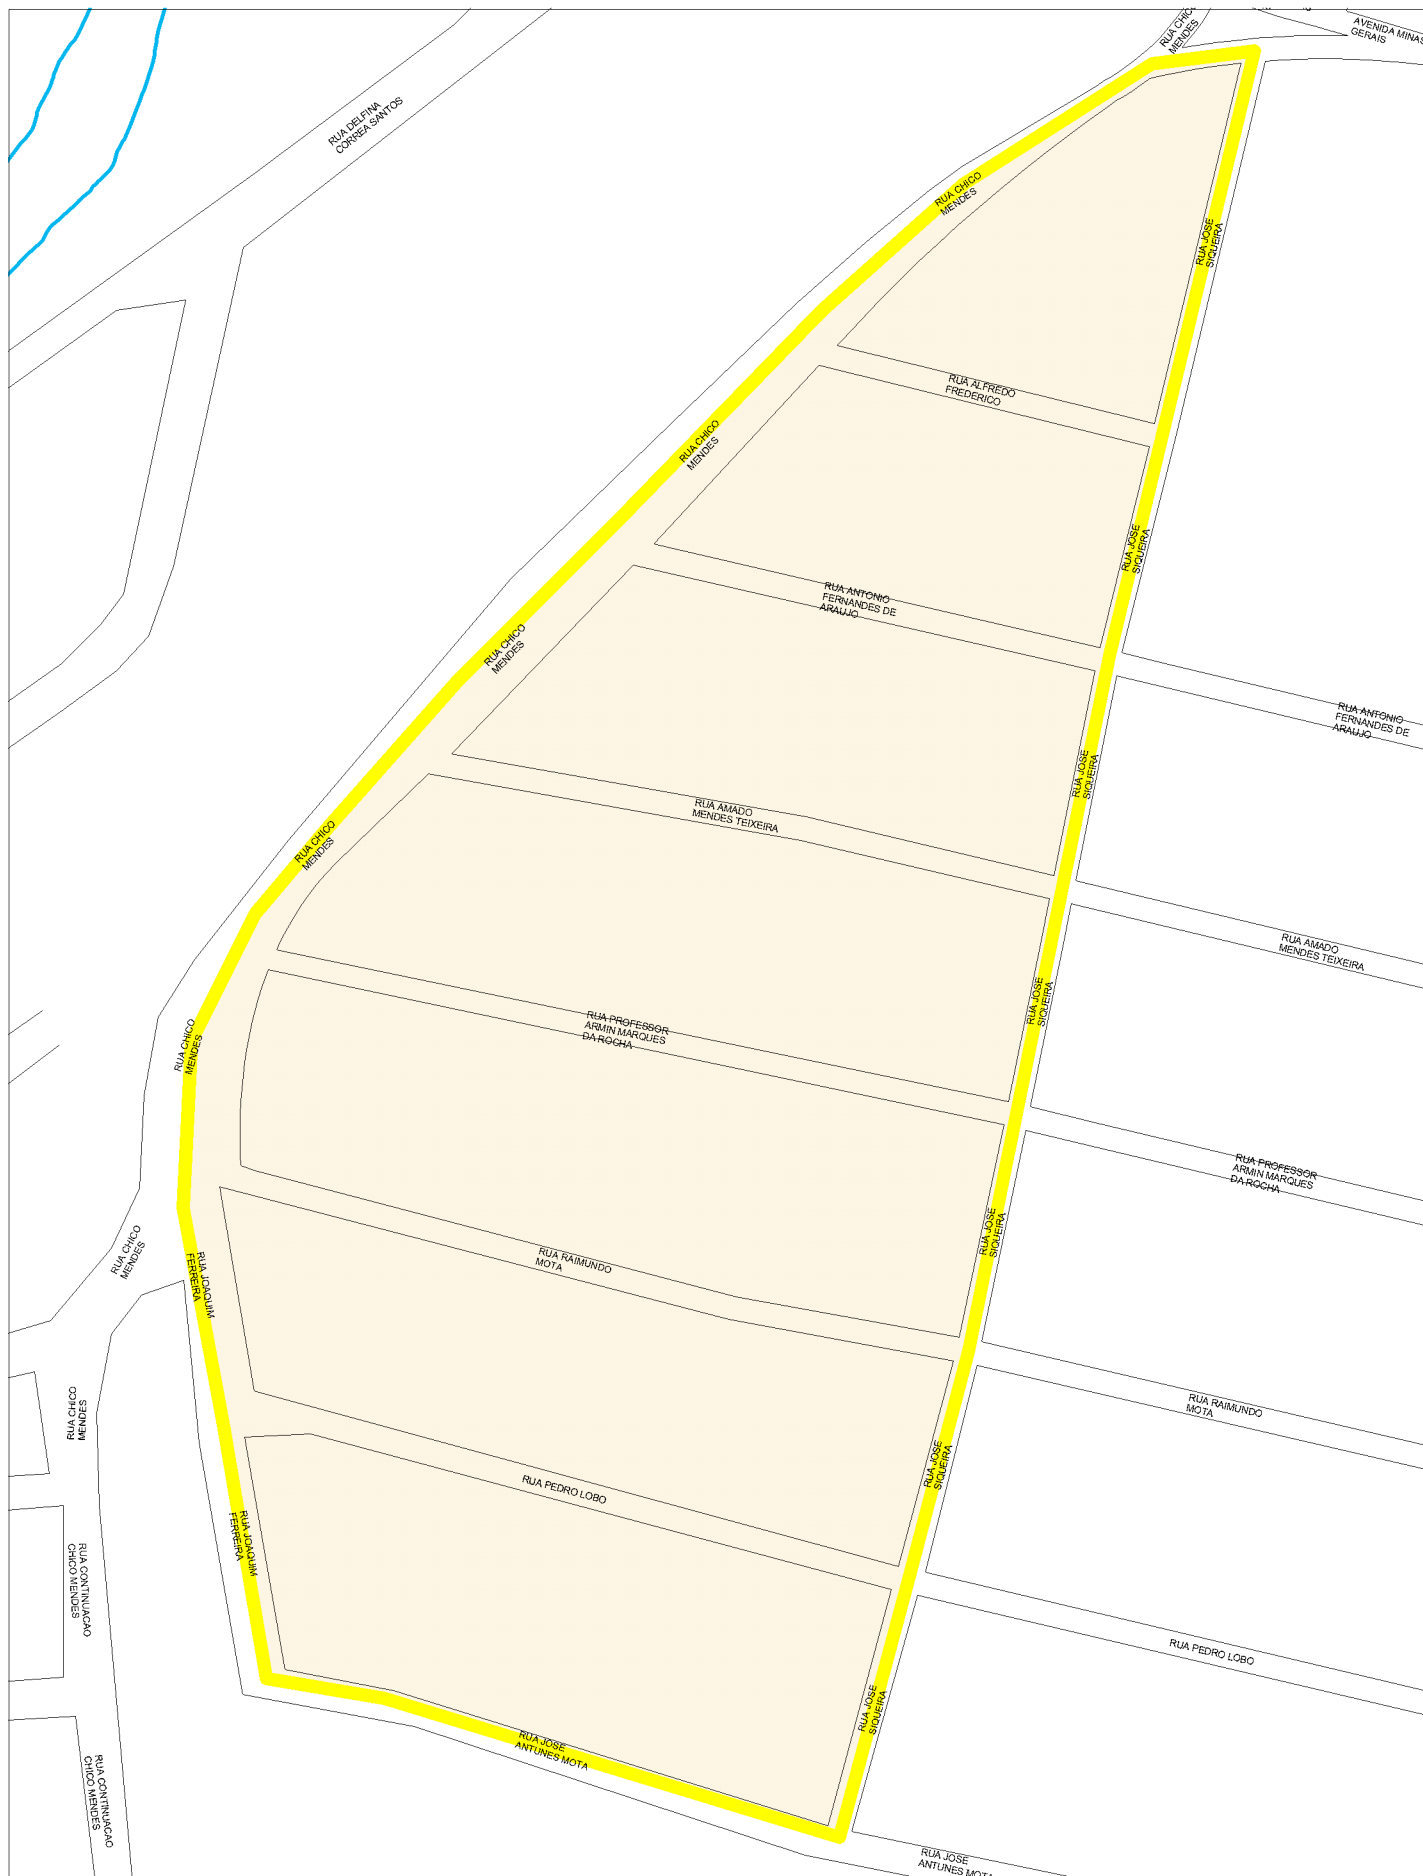 RUA CHICO
MENDES
AVENIDA MINAS
GERAIS
RUA DELFINA
CORREA SANTOS
RUA CHICO
MENDES
RUA JOSE
SIQUEIRA
RUA ALFREDO
FREDERICO
RUA CHICO
MENDES
RUA JOSE
SIQUEIRA
RUA ANTONIO
FERNANDES DE
ARAUJO
RUA CHICO
MENDES
RUA ANTONIO
FERNANDES DE
ARAUJO
RUA JOSE
SIQUEIRA
RUA AMADO
MENDES TEIXEIRA
RUA CHICO
MENDES
RUA AMADO
MENDES TEIXEIRA
RUA JOSE
SIQUEIRA
RUA PROFESSOR
ARMIN MARQUES
DA ROCHA
RUA CHICO
MENDES
RUA PROFESSOR
ARMIN MARQUES
DA ROCHA
RUA JOSE
SIQUEIRA
RUA CHICO
MENDES
RUA RAIMUNDO
MOTA
RUA JOAQUIM
FERREIRA
RUA CHICO
MENDES
RUA RAIMUNDO
MOTA
RUA JOSE
SIQUEIRA
RUA PEDRO LOBO
RUA JOAQUIM
FERREIRA
RUA CONTINUACAO
CHICO MENDES
RUA PEDRO LOBO
RUA JOSE
SIQUEIRA
RUA JOSE
ANTUNES MOTA
RUA CONTINUACAO
CHICO MENDES
RUA JOSE
ANTUNES MOTA